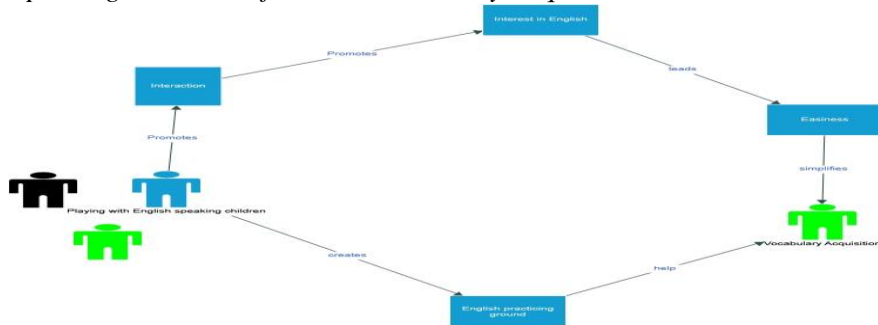 Interest in English
Promotes
leads
Interaction
Easiness
Promotes
simplifies
Playing with English speaking children
Vocabulary Acquisition
creates
help
English practicing
ground